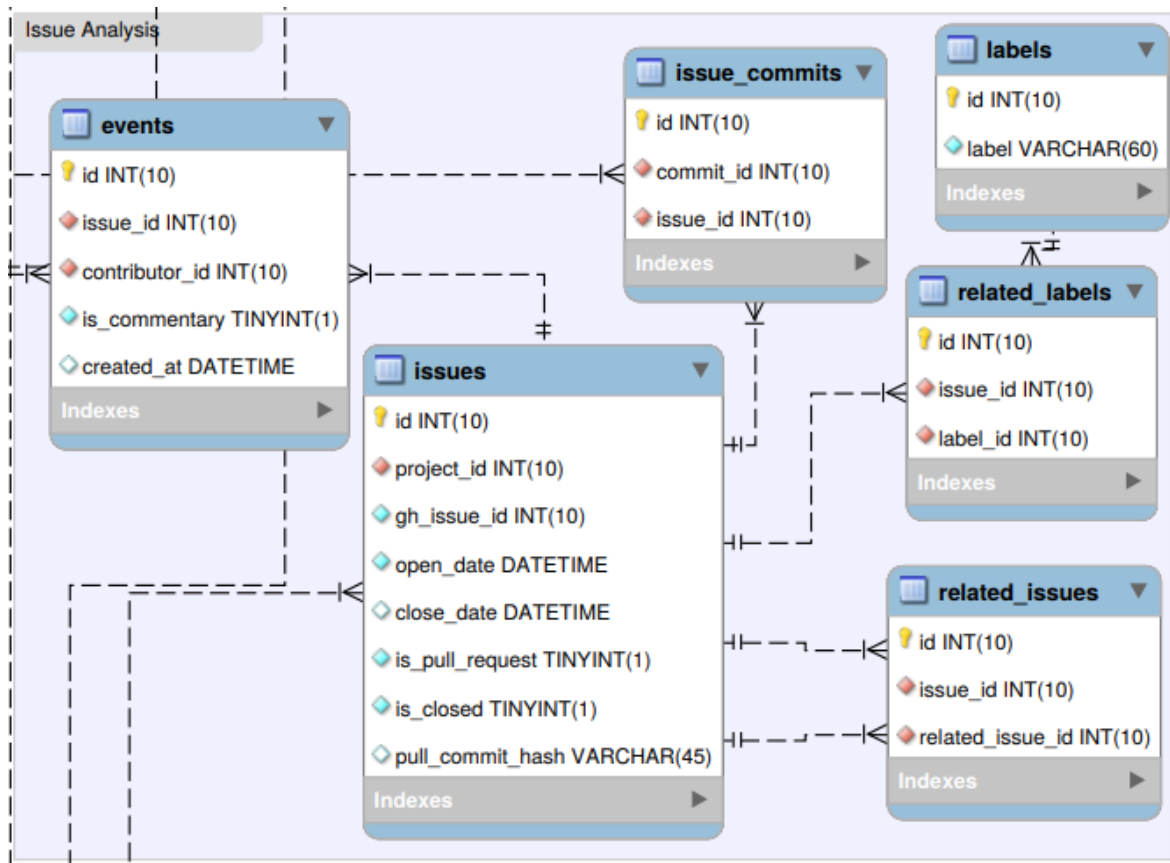 Issue Analysis
events
id INT(10)
issue_id INT(10)
contributor_id INT(10)
is_commentary TINYINT(1)
created_at DATETIME
Indexes
issue_commits
id INT(10)
commit_id INT(10)
issue_id INT(10)
Indexes
labels
id INT(10)
label VARCHAR(60)
Indexes
related_labels
id INT(10)
issue_id INT(10)
label_id INT(10)
Indexes
issues
id INT(10)
project_id INT(10)
gh_issue_id INT(10)
open_date DATETIME
close_date DATETIME
is_pull_request TINYINT(1)
is_closed TINYINT(1)
pull_commit_hash VARCHAR(45)
Indexes
related_issues
id INT(10)
issue_id INT(10)
related_issue_id INT(10)
Indexes